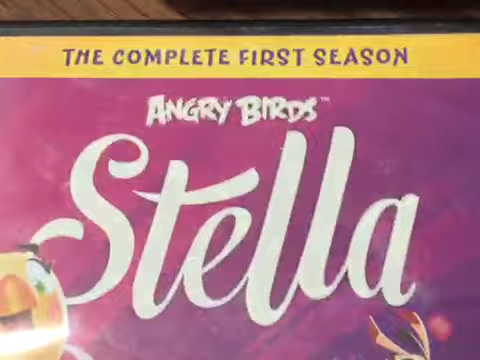 THE COMPLETE FIRST SEASON
ANGRY BIRDS™
Stella